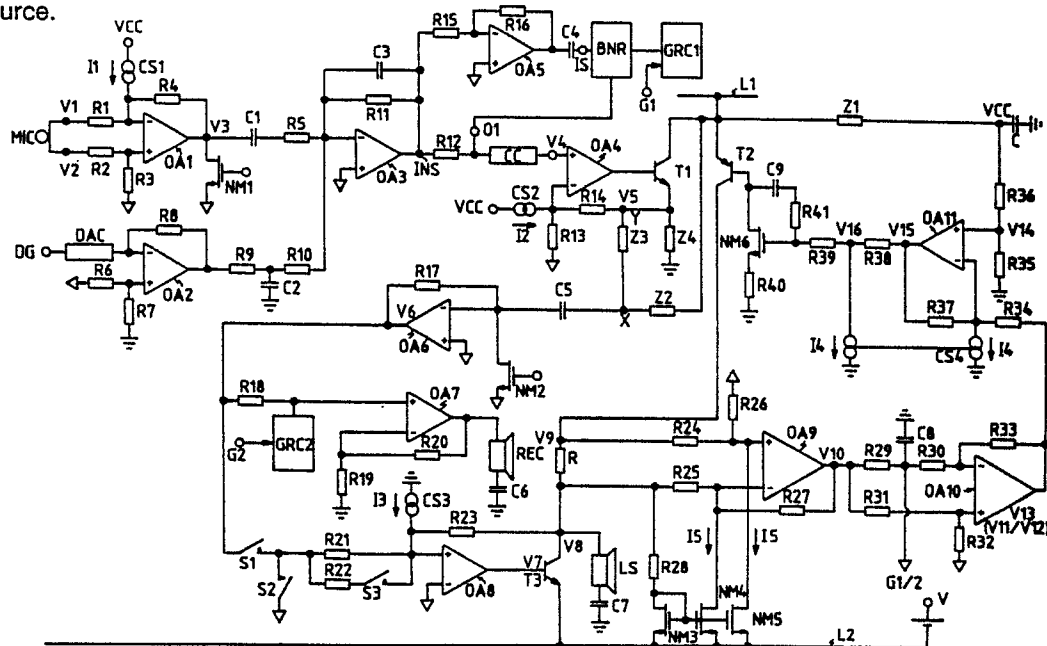 urce.
R15
R16
C4
VCC
BNR
GRC1
IS
C3
OA5
I1
CS1
R4
G1
L1
V1
R1
R11
Z1
VCC
MIC
V3
C1
R5
O1
C
V2
R2
OA1
R12
CC
V4
OA4
T2
C9
R3
NM1
OA3
INS
T1
R36
CS2
R14
V5
Y
R41
OA11
R8
VCC
I2
V16
V15
V14
DG
DAC
R13
Z3
Z4
NM6
R39
R38
R35
R6
OA2
R9
R10
R40
R7
C2
R17
C5
Z2
R37
R34
V6
X
I4
CS4
I4
OA6
NM2
R18
OA7
R26
G2
GRC2
R20
REC
V9
R24
OA9
C8
R33
R19
R
V10
R29
R30
I3
CS3
C6
R25
R27
OA10
R23
R31
V13
(V11/V12)
S1
R21
V8
I5
I5
R32
V7
LS
R28
G1/2
S2
R22
S3
OA8
T3
NM4
C7
NM3
NM5
V
L2